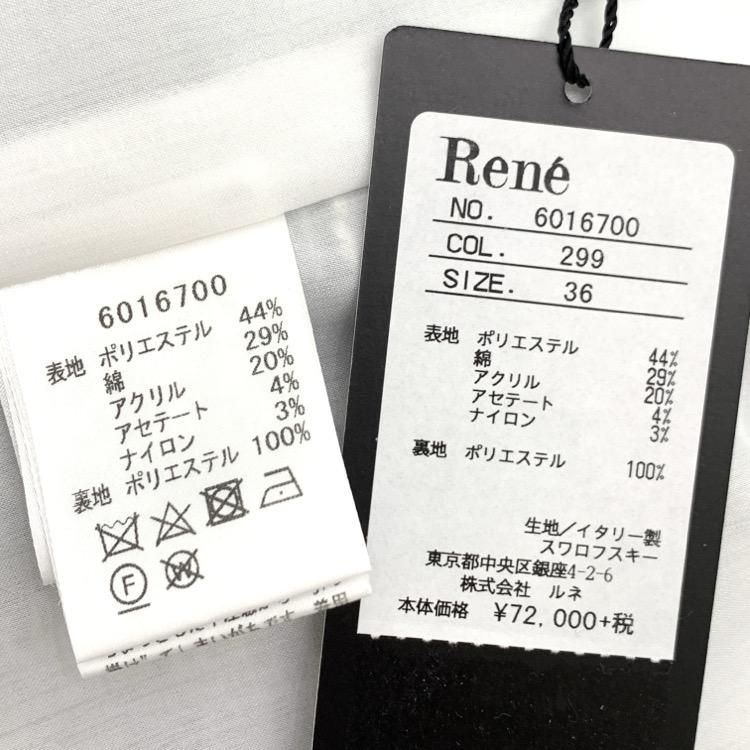 6016700
表地 ポリエステル 44%
綿 29%
アクリル 20%
アセテート 4%
ナイロン 3%
裏地 ポリエステル 100%
F
W
René
NO. 6016700
COL. 299
SIZE. 36
表地 ポリエステル 44%
綿 29%
アクリル 20%
アセテート 4%
ナイロン 3%
裏地 ポリエステル 100%
生地/イタリー製
スワロフスキー
東京都中央区銀座4-2-6
株式会社 ルネ
本体価格 ¥72,000+税